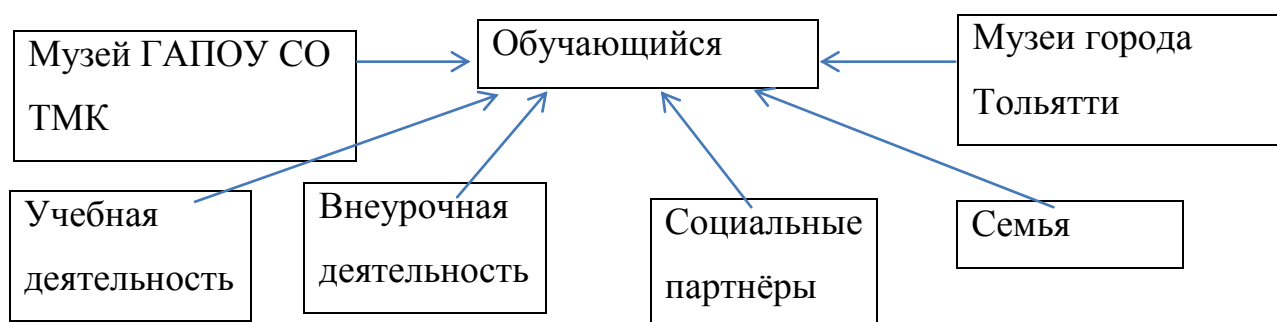 Музей ГАПОУ СО
ТМК
Обучающийся
Музеи города
Тольятти
Учебная
деятельность
Внеурочная
деятельность
Социальные
партнёры
Семья